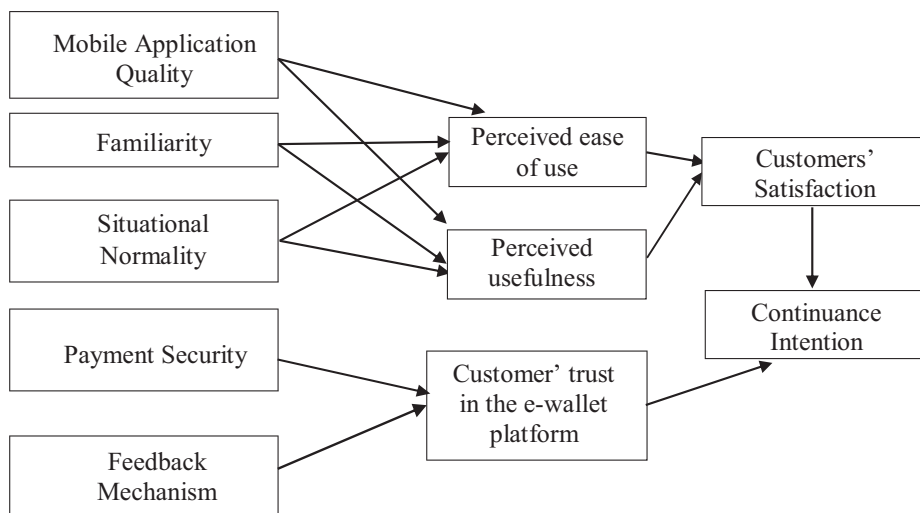 Mobile Application
Quality
Familiarity
Situational
Normality
Payment Security
Feedback
Mechanism
Perceived ease
of use
Perceived
usefulness
Customer’ trust
in the e-wallet
platform
Customers’
Satisfaction
Continuance
Intention